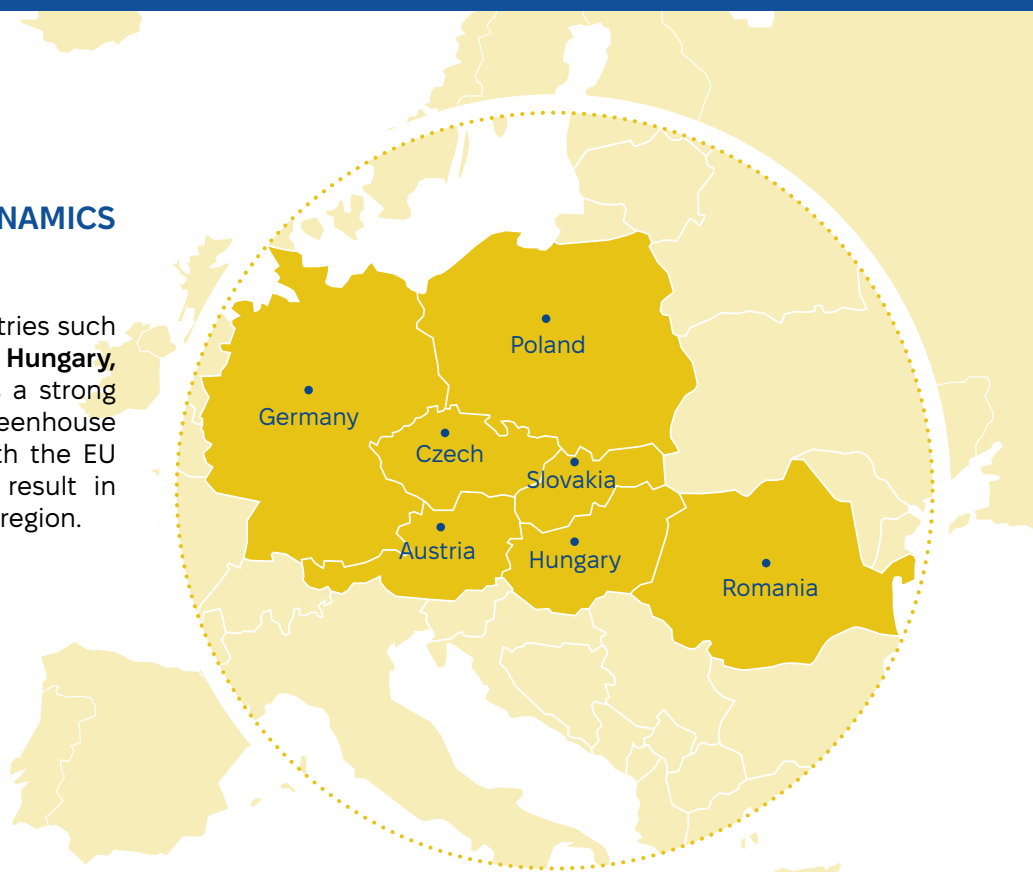 NAMICS
tries such
Hungary,
a strong
eenhouse
th the EU
result in
region.
Poland
Germany
Czech
Slovakia
Austria
Hungary
Romania